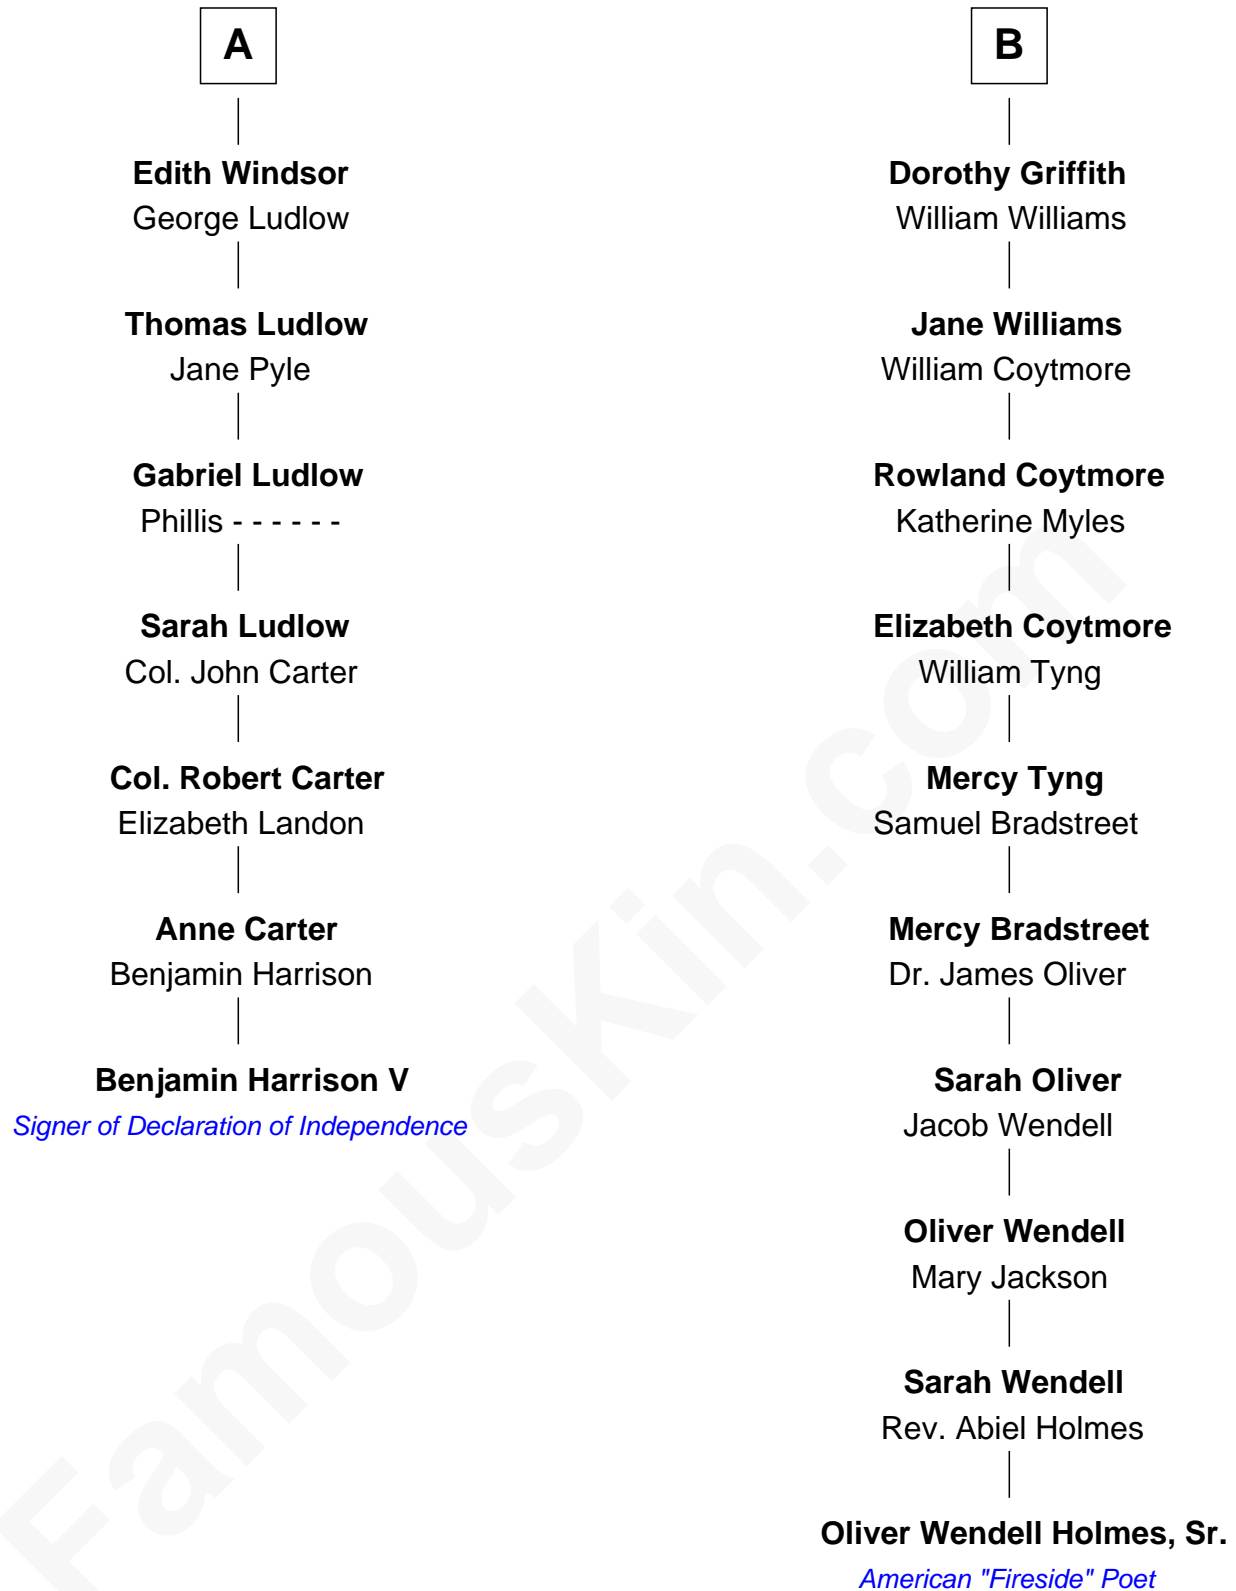 A
Edith Windsor
George Ludlow
Thomas Ludlow
Jane Pyle
Gabriel Ludlow
Phillis - - - - - -
Sarah Ludlow
Col. John Carter
Col. Robert Carter
Elizabeth Landon
Anne Carter
Benjamin Harrison
Benjamin Harrison V
Signer of Declaration of Independence
B
Dorothy Griffith
William Williams
Jane Williams
William Coytmore
Rowland Coytmore
Katherine Myles
Elizabeth Coytmore
William Tyng
Mercy Tyng
Samuel Bradstreet
Mercy Bradstreet
Dr. James Oliver
Sarah Oliver
Jacob Wendell
Oliver Wendell
Mary Jackson
Sarah Wendell
Rev. Abiel Holmes
Oliver Wendell Holmes, Sr.
American "Fireside" Poet
FamousKin.com